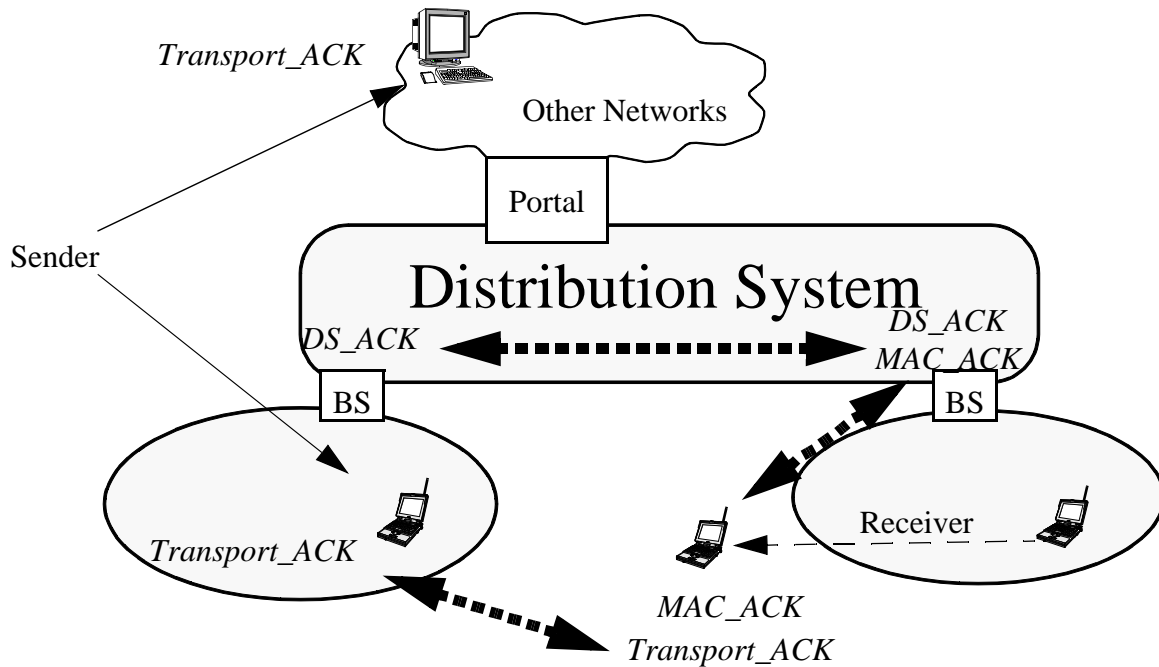 Transport_ACK
Other Networks
Portal
Sender
Distribution System
DS_ACK
DS_ACK
MAC_ACK
BS
BS
Receiver
Transport_ACK
MAC_ACK
Transport_ACK